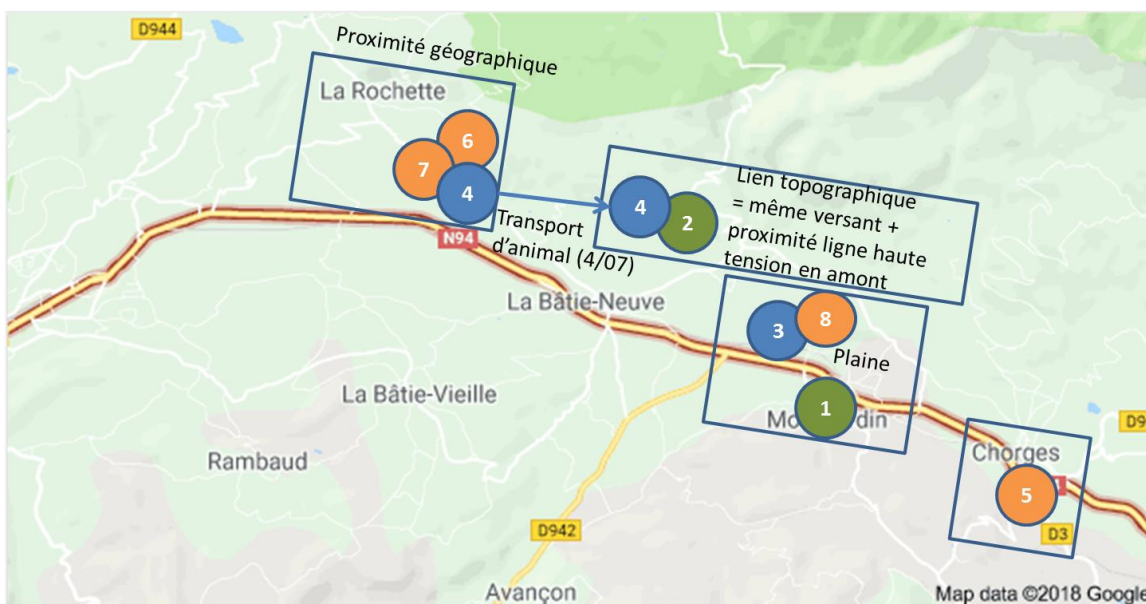 D944
Proximité géographique
La Rochette
6
7
4
N94
Transport
d'animal (4/07)
4
2
Lien topographique
= même versant +
proximité ligne haute
tension en amont
La Bâtie-Neuve
3
8
Plaine
1
La Bâtie-Vieille
Rambaud
Chorges
5
D3
D942
Avançon
Map data ©2018 Google